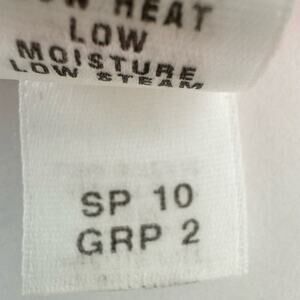 HEAT
LOW
MOISTURE
LOW STEAM
SP 10
GRP 2